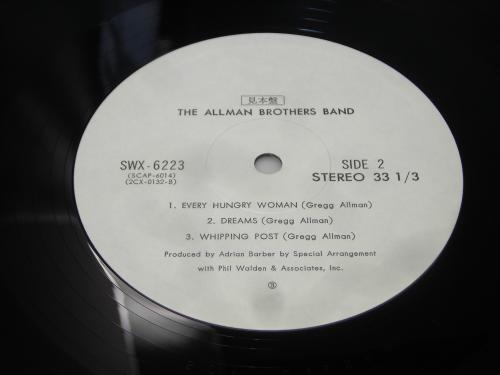 見本盤
THE ALLMAN BROTHERS BAND
SWX-6223
(SCAP-6014)
(2CX-0132-B)
SIDE 2
STEREO 33 1/3
1. EVERY HUNGRY WOMAN (Gregg Allman)
2. DREAMS (Gregg Allman)
3. WHIPPING POST (Gregg Allman)
Produced by Adrian Barber by Special Arrangement
with Phil Walden & Associates, Inc.